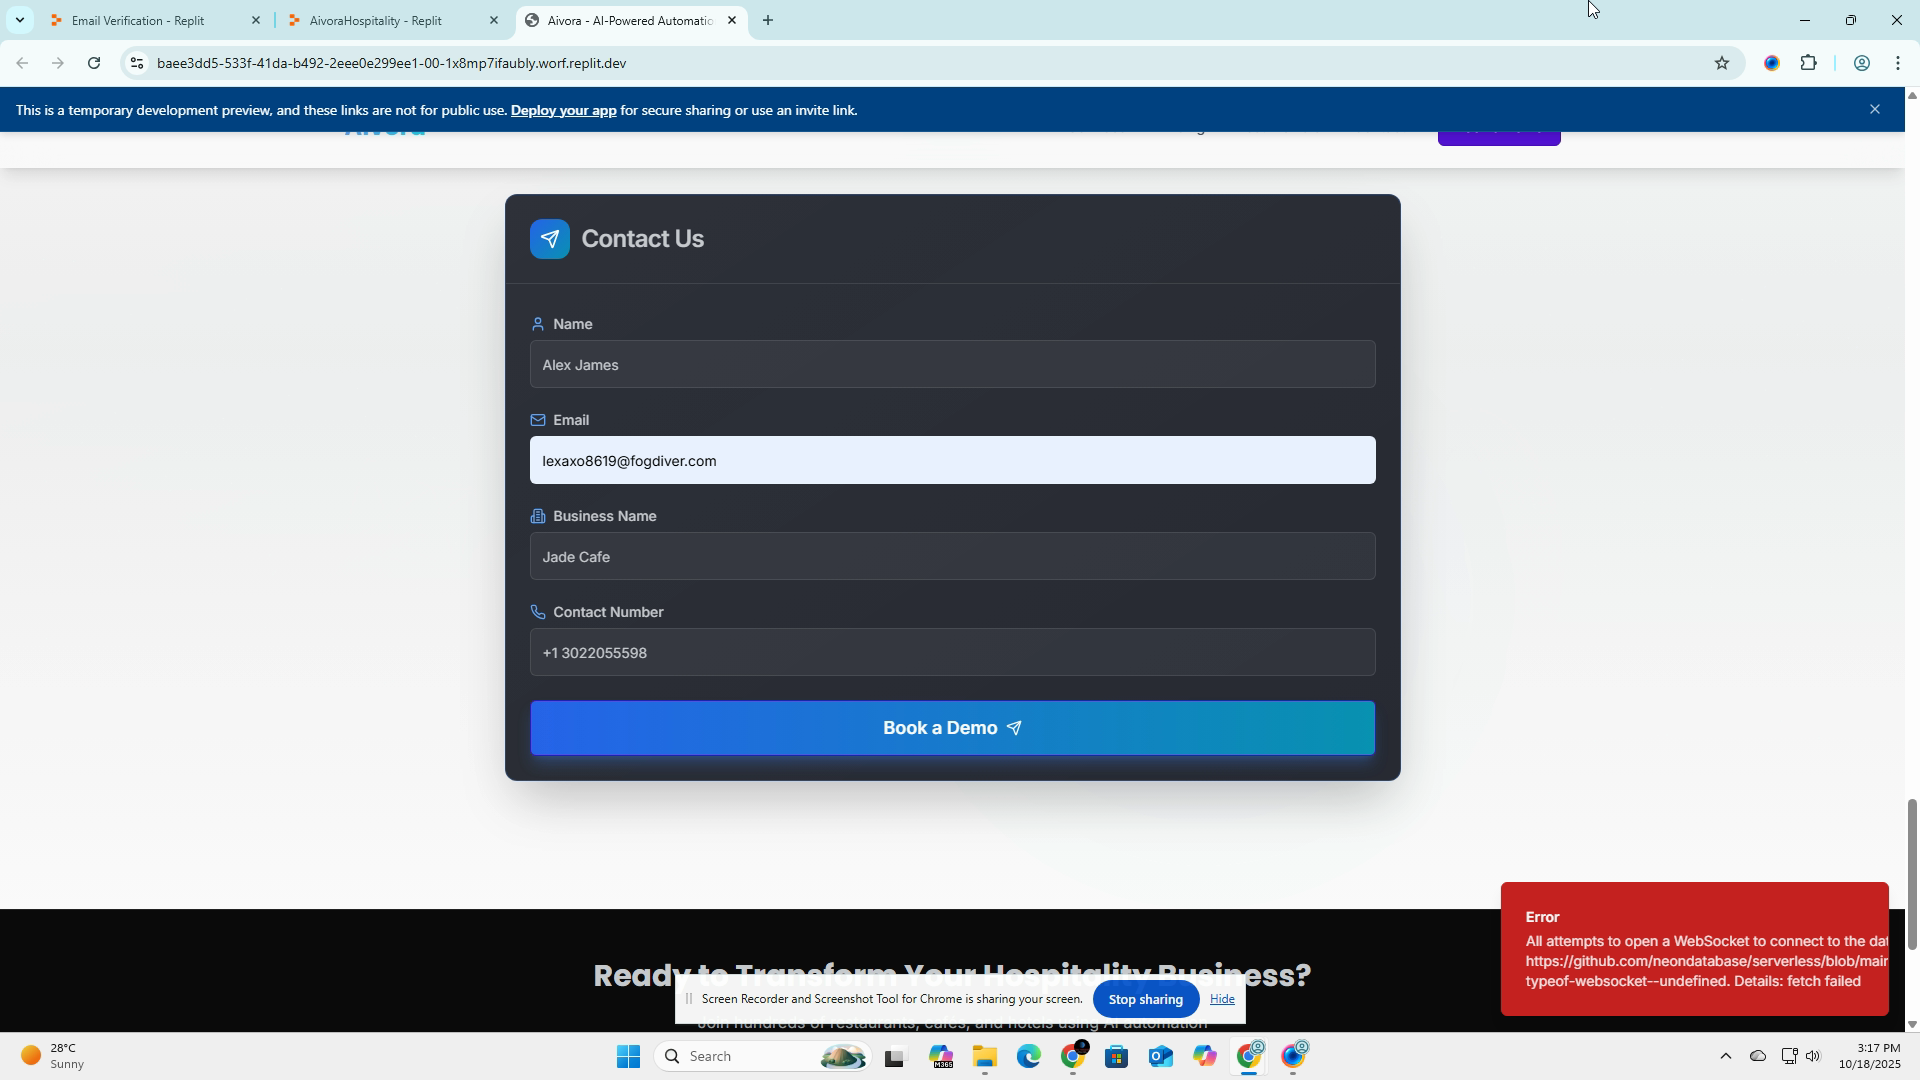 Email Verification - Replit
AivoraHospitality - Replit
Aivora - AI-Powered Automatio
baee3dd5-533f-41da-b492-2eee0e299ee1-00-1x8mp7ifaubly.worf.replit.dev
This is a temporary development preview, and these links are not for public use. Deploy your app for secure sharing or use an invite link.
Aivora
Contact Us
Name
Alex James
Email
lexaxo8619@fogdiver.com
Business Name
Jade Cafe
Contact Number
+1 3022055598
Book a Demo
Error
All attempts to open a WebSocket to connect to the dat
https://github.com/neondatabase/serverless/blob/main
typeof-websocket--undefined. Details: fetch failed
Ready to Transform Your Hospitality Business?
Screen Recorder and Screenshot Tool for Chrome is sharing your screen.
Stop sharing
Hide
Join hundreds of restaurants, cafés, and hotels using AI automation
28°C
Sunny
Search
M365
3:17 PM
10/18/2025